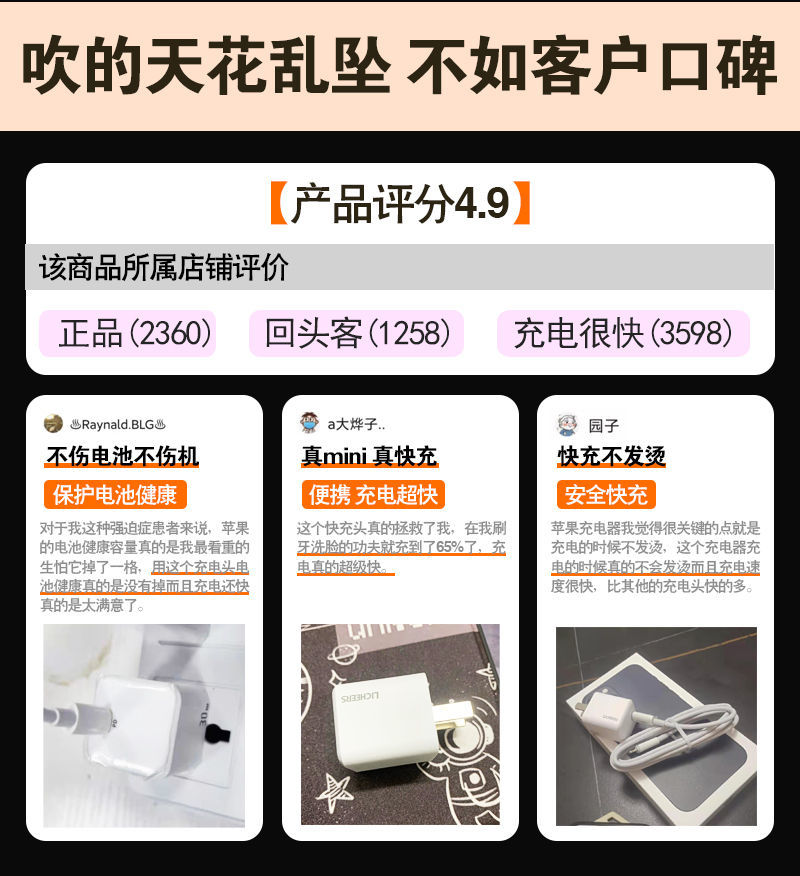 吹的天花乱坠 不如客户口碑
【产品评分4.9】
该商品所属店铺评价
正品(2360)
回头客(1258)
充电很快(3598)
♨Raynald.BLG♨
不伤电池不伤机
保护电池健康
对于我这种强迫症患者来说，苹果
的电池健康容量真的是我最看重的
生怕它掉了一格，用这个充电头电
池健康真的是没有掉而且充电还快
真的是太满意了。
PD
30
a大烨子..
真mini 真快充
便携 充电超快
这个快充头真的拯救了我，在我刷
牙洗脸的功夫就充到了65%了，充
电真的超级快。
LICHEERS
园子
快充不发烫
安全快充
苹果充电器我觉得很关键的点就是
充电的时候不发烫，这个充电器充
电的时候真的不会发烫而且充电速
度很快，比其他的充电头快的多。